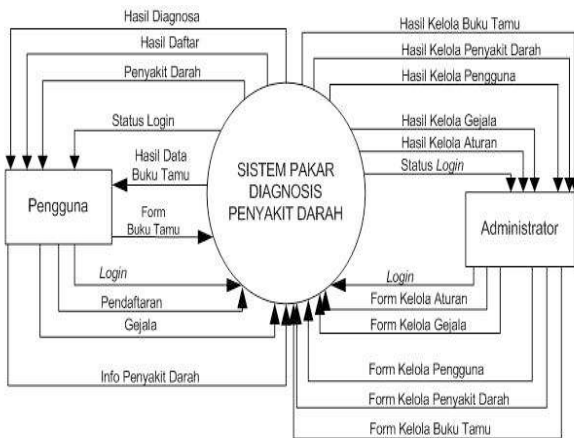 Hasil Diagnosa
Hasil Daftar
Penyakit Darah
Status Login
Hasil Data
Buku Tamu
Pengguna
Form
Buku Tamu
Login
Pendaftaran
Gejala
Info Penyakit Darah
SISTEM PAKAR
DIAGNOSIS
PENYAKIT DARAH
Hasil Kelola Buku Tamu
Hasil Kelola Penyakit Darah
Hasil Kelola Pengguna
Hasil Kelola Gejala
Hasil Kelola Aturan
Status Login
Administrator
Login
Form Kelola Aturan
Form Kelola Gejala
Form Kelola Pengguna
Form Kelola Penyakit Darah
Form Kelola Buku Tamu